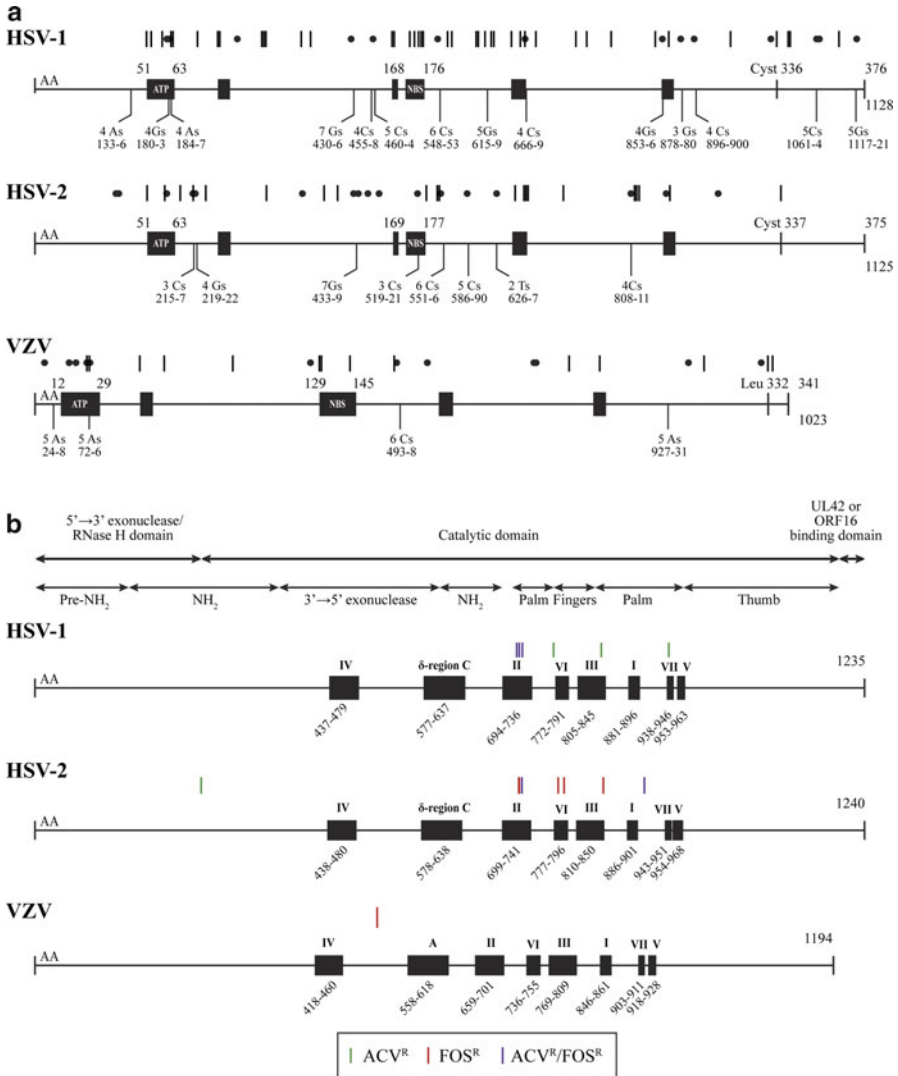 a
HSV-1
AA 51 ATP 63 168 NBS 176 Cyst 336 376
1128
4 As 4Gs 4 As 7 Gs 4Cs 5 Cs 6 Cs 5Gs 4 Cs 4Gs 3 Gs 4 Cs 5Cs 5Gs
133-6 180-3 184-7 430-6 455-8 460-4 548-53 615-9 666-9 853-6 878-80 896-900 1061-4 1117-21
HSV-2
AA 51 ATP 63 169 NBS 177 Cyst 337 375
1125
3 Cs 4 Gs 7Gs 3 Cs 6 Cs 5 Cs 2 Ts 4Cs
215-7 219-22 433-9 519-21 551-6 586-90 626-7 808-11
VZV
AA 12 ATP 29 129 NBS 145 Leu 332 341
1023
5 As 5 As 6 Cs 5 As
24-8 72-6 493-8 927-31
b
5'→3' exonuclease/
RNase H domain
Catalytic domain
UL42 or
ORF16
binding domain
Pre-NH₂ NH₂ 3'→5' exonuclease NH₂ Palm Fingers Palm Thumb
HSV-1
AA IV δ-region C II VI III I VII V 1235
437-479 577-637 694-736 772-791 805-845 881-896 938-946 953-963
HSV-2
AA IV δ-region C II VI III I VII V 1240
438-480 578-638 699-741 777-796 810-850 886-901 943-951 954-968
VZV
AA IV A II VI III I VII V 1194
418-460 558-618 659-701 736-755 769-809 846-861 903-911 918-928
ACVᴿ FOSᴿ ACVᴿ/FOSᴿ